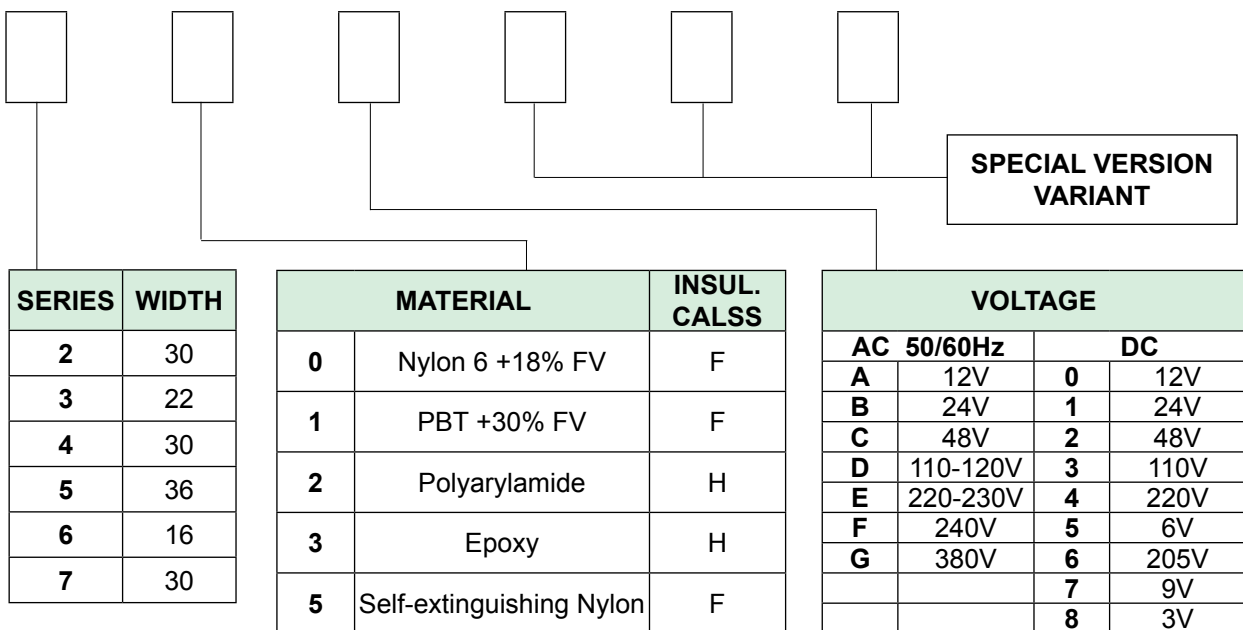 SPECIAL VERSION
VARIANT
SERIES WIDTH
2 30
3 22
4 30
5 36
6 16
7 30
MATERIAL INSUL.
CALSS
0 Nylon 6 +18% FV F
1 PBT +30% FV F
2 Polyarylamide H
3 Epoxy H
5 Self-extinguishing Nylon F
VOLTAGE
AC 50/60Hz DC
A 12V 0 12V
B 24V 1 24V
C 48V 2 48V
D 110-120V 3 110V
E 220-230V 4 220V
F 240V 5 6V
G 380V 6 205V
7 9V
8 3V